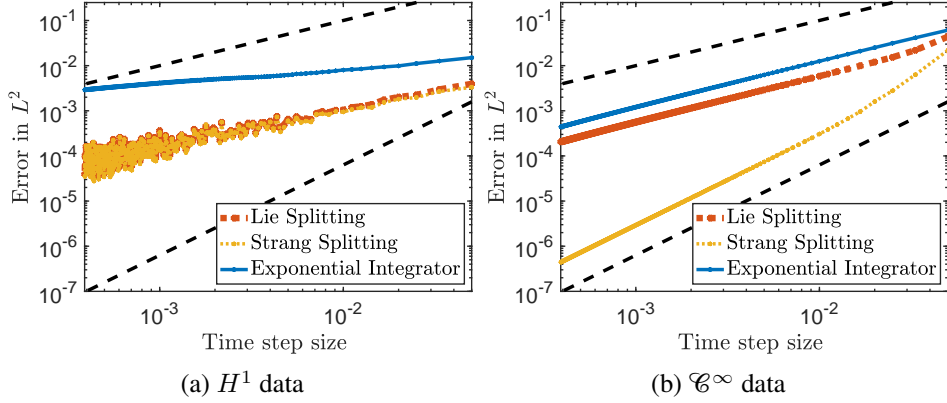 10^-1
10^-2
10^-3
10^-4
10^-5
10^-6
10^-7
Error in L^2
Lie Splitting
Strang Splitting
Exponential Integrator
10^-3
10^-2
Time step size
(a) H^1 data
10^-1
10^-2
10^-3
10^-4
10^-5
10^-6
10^-7
Error in L^2
Lie Splitting
Strang Splitting
Exponential Integrator
10^-3
10^-2
Time step size
(b) 𝒞^∞ data